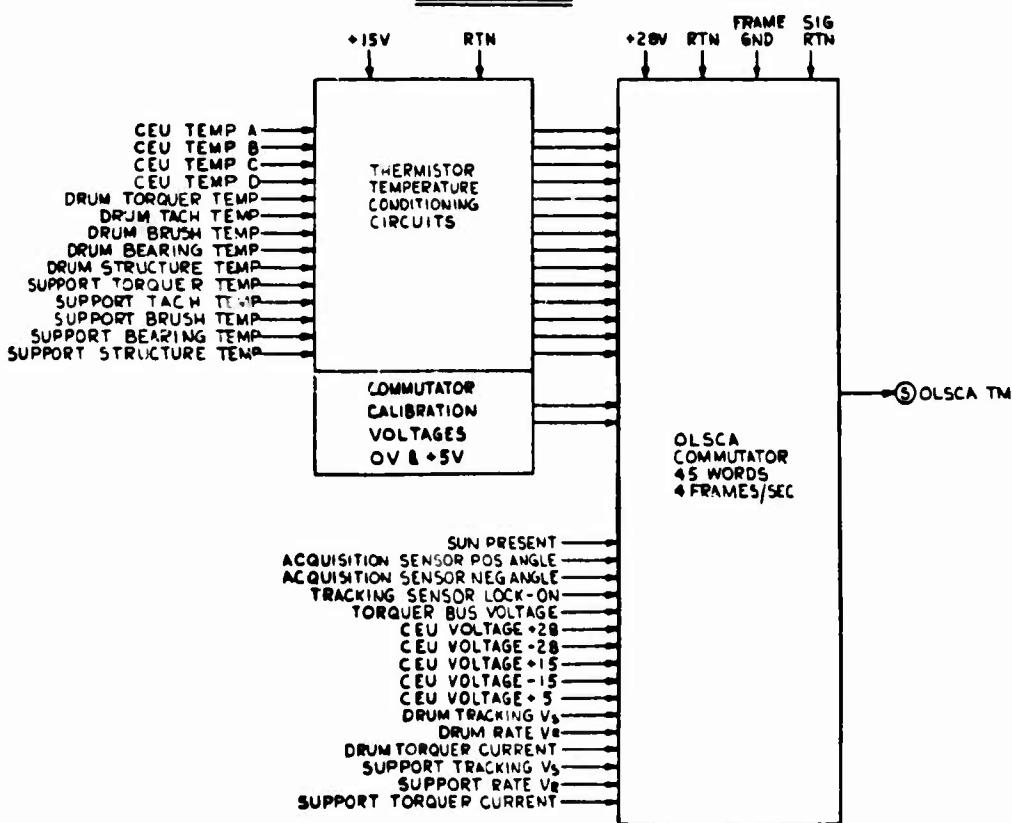 +15V
RTN
+28V
RTN
FRAME
GND
SIG
RTN
CEU TEMP A
CEU TEMP B
CEU TEMP C
CEU TEMP D
DRUM TORQUER TEMP
DRUM TACH TEMP
DRUM BRUSH TEMP
DRUM BEARING TEMP
DRUM STRUCTURE TEMP
SUPPORT TORQUER TEMP
SUPPORT TACH TEMP
SUPPORT BRUSH TEMP
SUPPORT BEARING TEMP
SUPPORT STRUCTURE TEMP
THERMISTOR
TEMPERATURE
CONDITIONING
CIRCUITS
COMMUTATOR
CALIBRATION
VOLTAGES
0V & +5V
OLSCA
COMMUTATOR
45 WORDS
4 FRAMES/SEC
S OLSCA TM
SUN PRESENT
ACQUISITION SENSOR POS ANGLE
ACQUISITION SENSOR NEG ANGLE
TRACKING SENSOR LOCK-ON
TORQUER BUS VOLTAGE
CEU VOLTAGE +28
CEU VOLTAGE -28
CEU VOLTAGE +15
CEU VOLTAGE -15
CEU VOLTAGE + 5
DRUM TRACKING VS
DRUM RATE VR
DRUM TORQUER CURRENT
SUPPORT TRACKING VS
SUPPORT RATE VR
SUPPORT TORQUER CURRENT